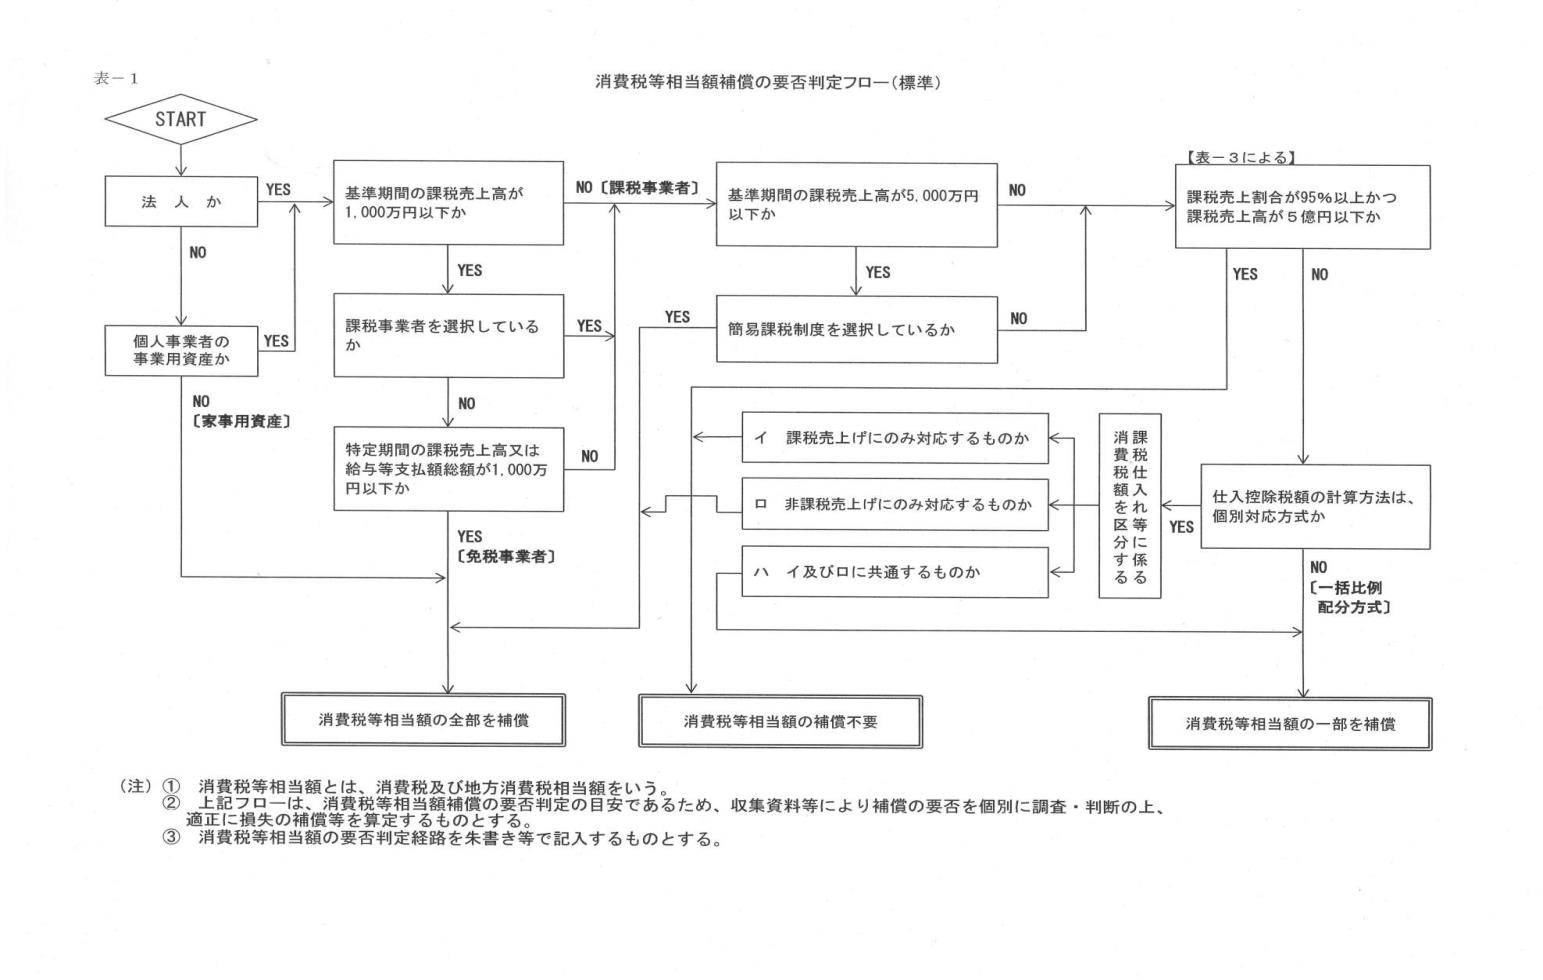 表－１
消費税等相当額補償の要否判定フロー（標準）
START
法　人　か
YES
NO
個人事業者の
事業用資産か
YES
NO
〔家事用資産〕
基準期間の課税売上高が
1,000万円以下か
NO〔課税事業者〕
YES
課税事業者を選択している
か
YES
NO
特定期間の課税売上高又は
給与等支払額総額が1,000万
円以下か
NO
YES
〔免税事業者〕
基準期間の課税売上高が5,000万円
以下か
NO
YES
簡易課税制度を選択しているか
YES
NO
【表－３による】
課税売上割合が95%以上かつ
課税売上高が５億円以下か
YES
NO
イ　課税売上げにのみ対応するものか
ロ　非課税売上げにのみ対応するものか
ハ　イ及びロに共通するものか
課税仕入れ等に係る
消費税額を区分する
仕入控除税額の計算方法は、
個別対応方式か
YES
NO
〔一括比例
配分方式〕
消費税等相当額の全部を補償
消費税等相当額の補償不要
消費税等相当額の一部を補償
（注）①　消費税等相当額とは、消費税及び地方消費税相当額をいう。
②　上記フローは、消費税等相当額補償の要否判定の目安であるため、収集資料等により補償の要否を個別に調査・判断の上、
適正に損失の補償等を算定するものとする。
③　消費税等相当額の要否判定経路を朱書き等で記入するものとする。